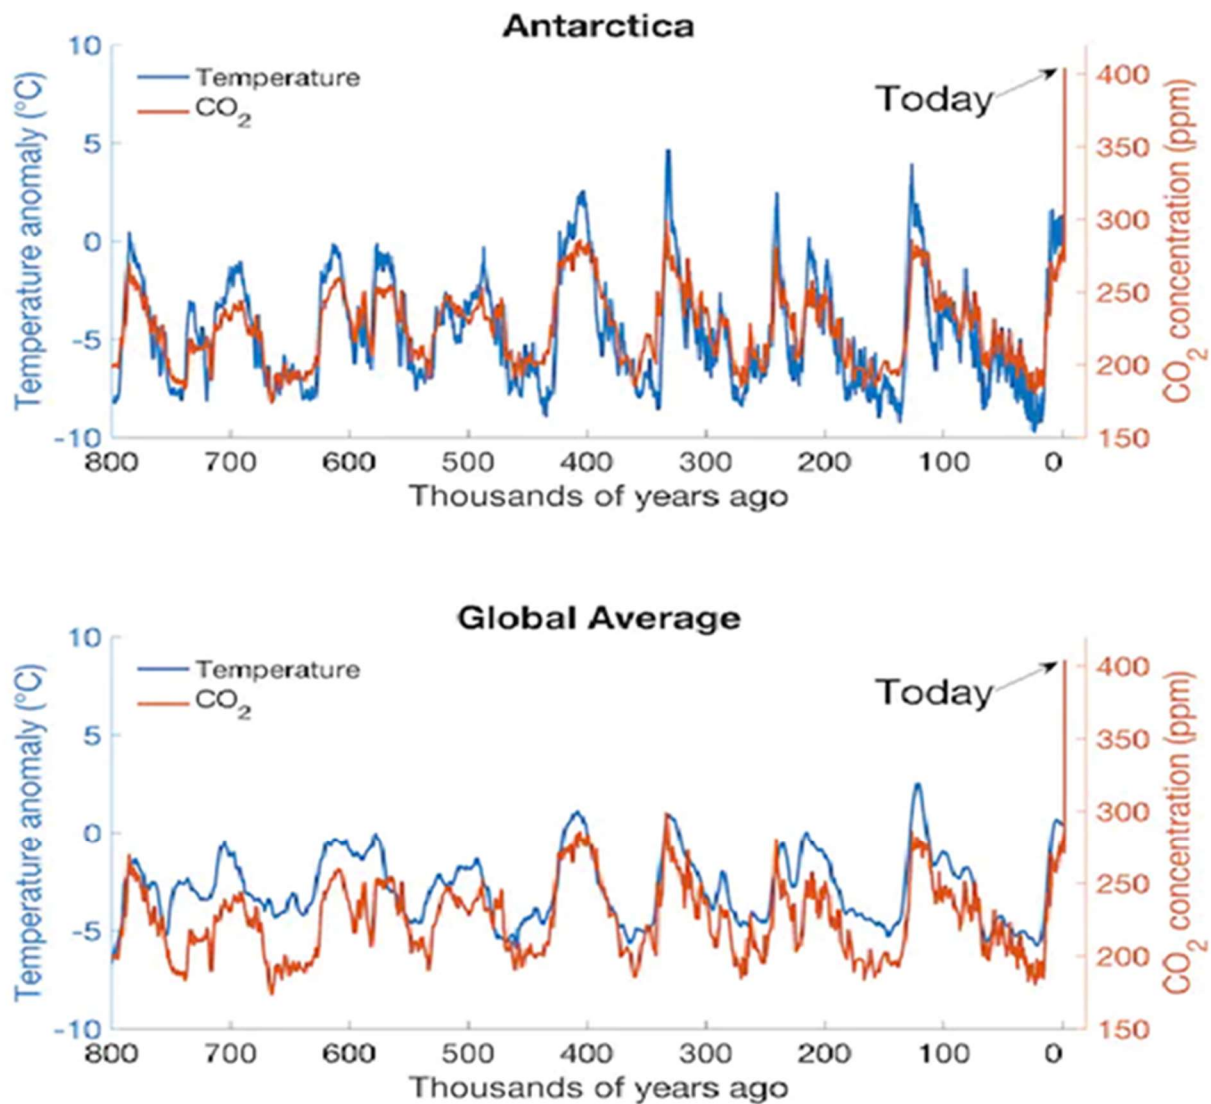 Antarctica
10
5
0
-5
-10
Temperature anomaly (°C)
Temperature
CO2
Today
400
350
300
250
200
150
CO2 concentration (ppm)
800 700 600 500 400 300 200 100 0
Thousands of years ago
Global Average
10
5
0
-5
-10
Temperature anomaly (°C)
Temperature
CO2
Today
400
350
300
250
200
150
CO2 concentration (ppm)
800 700 600 500 400 300 200 100 0
Thousands of years ago